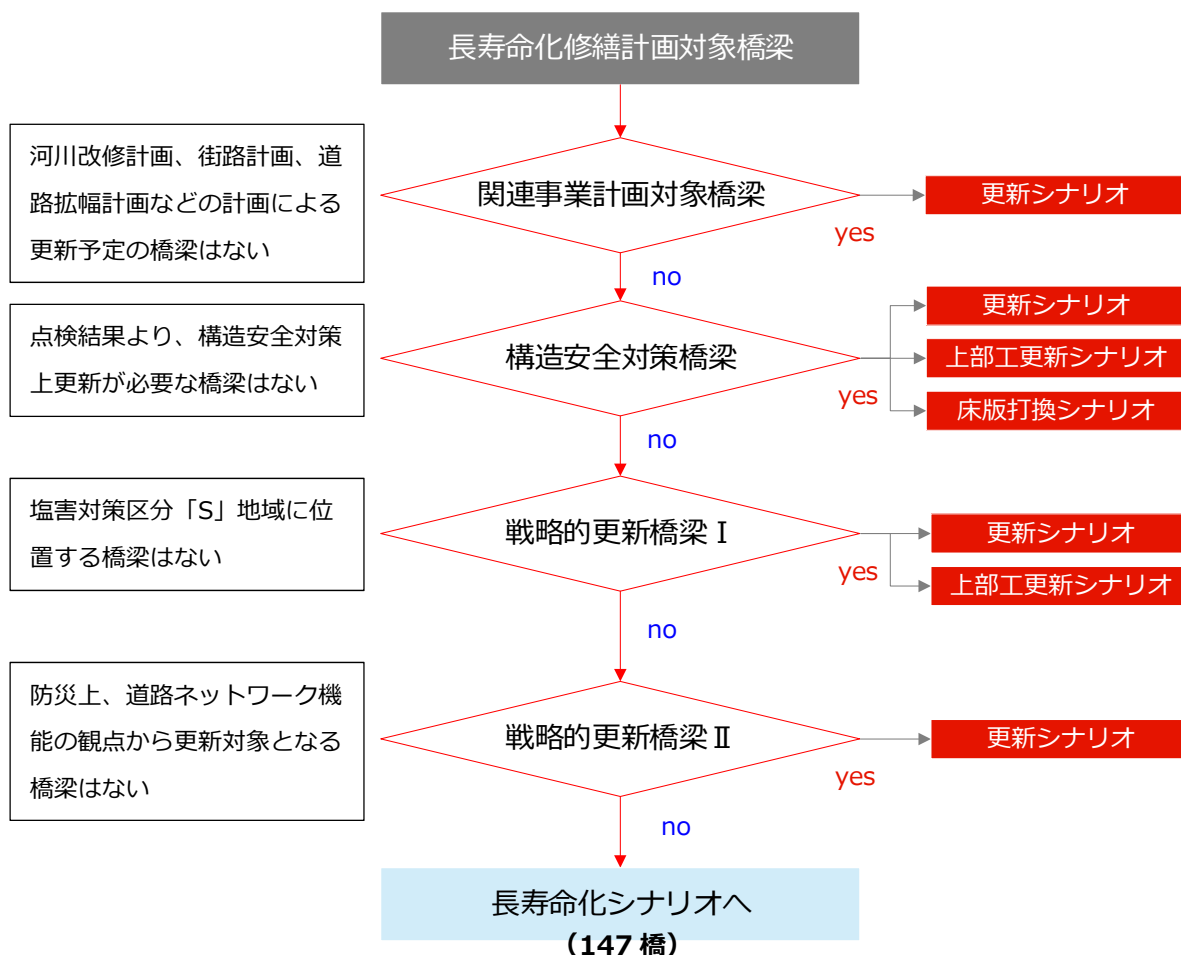 長寿命化修繕計画対象橋梁
河川改修計画、街路計画、道
路拡幅計画などの計画による
更新予定の橋梁はない
関連事業計画対象橋梁
yes
更新シナリオ
no
点検結果より、構造安全対策
上更新が必要な橋梁はない
構造安全対策橋梁
yes
更新シナリオ
上部工更新シナリオ
床版打換シナリオ
no
塩害対策区分「S」地域に位
置する橋梁はない
戦略的更新橋梁Ⅰ
yes
更新シナリオ
上部工更新シナリオ
no
防災上、道路ネットワーク機
能の観点から更新対象となる
橋梁はない
戦略的更新橋梁Ⅱ
yes
更新シナリオ
no
長寿命化シナリオへ
（147 橋）